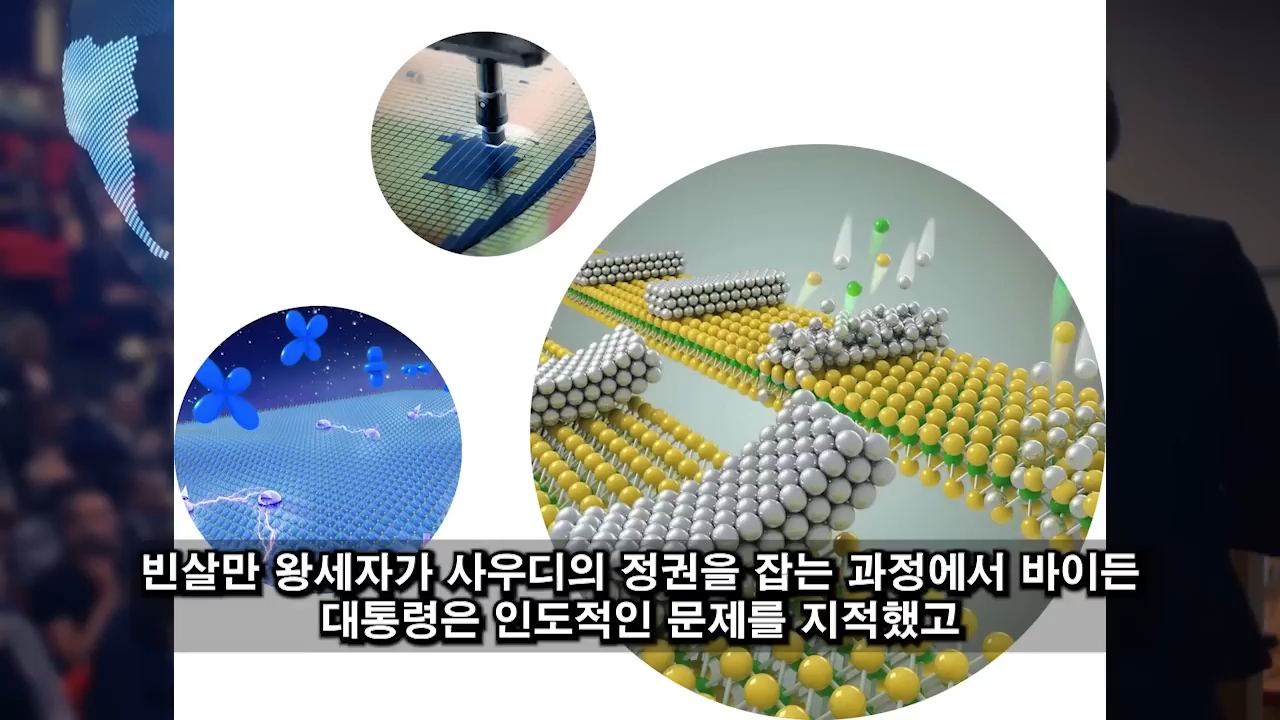 빈살만 왕세자가 사우디의 정권을 잡는 과정에서 바이든
대통령은 인도적인 문제를 지적했고